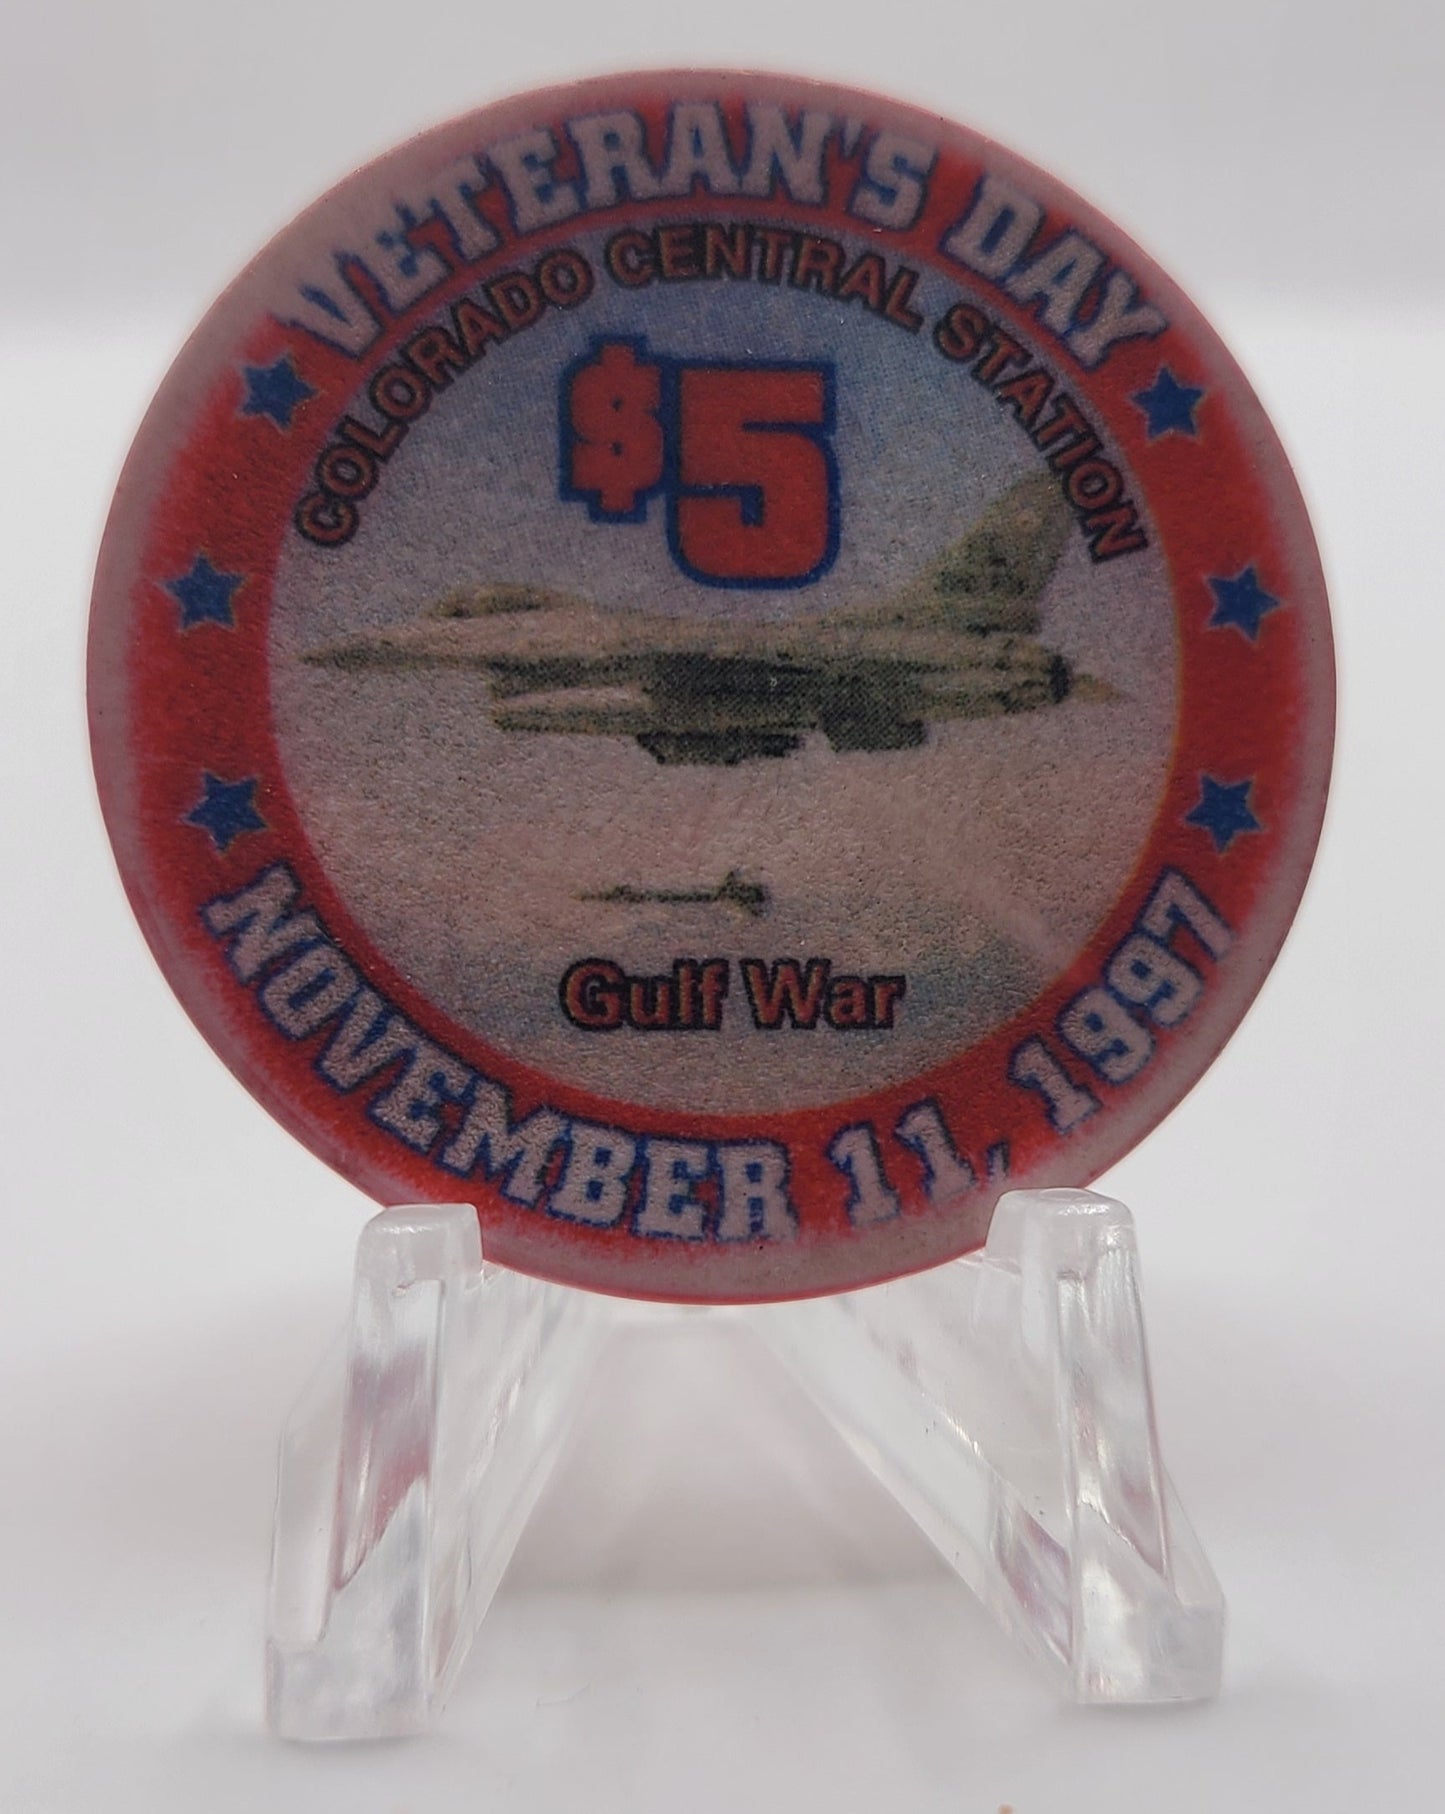 VETERAN'S DAY
COLORADO CENTRAL STATION
$5
Gulf War
NOVEMBER 11, 1997